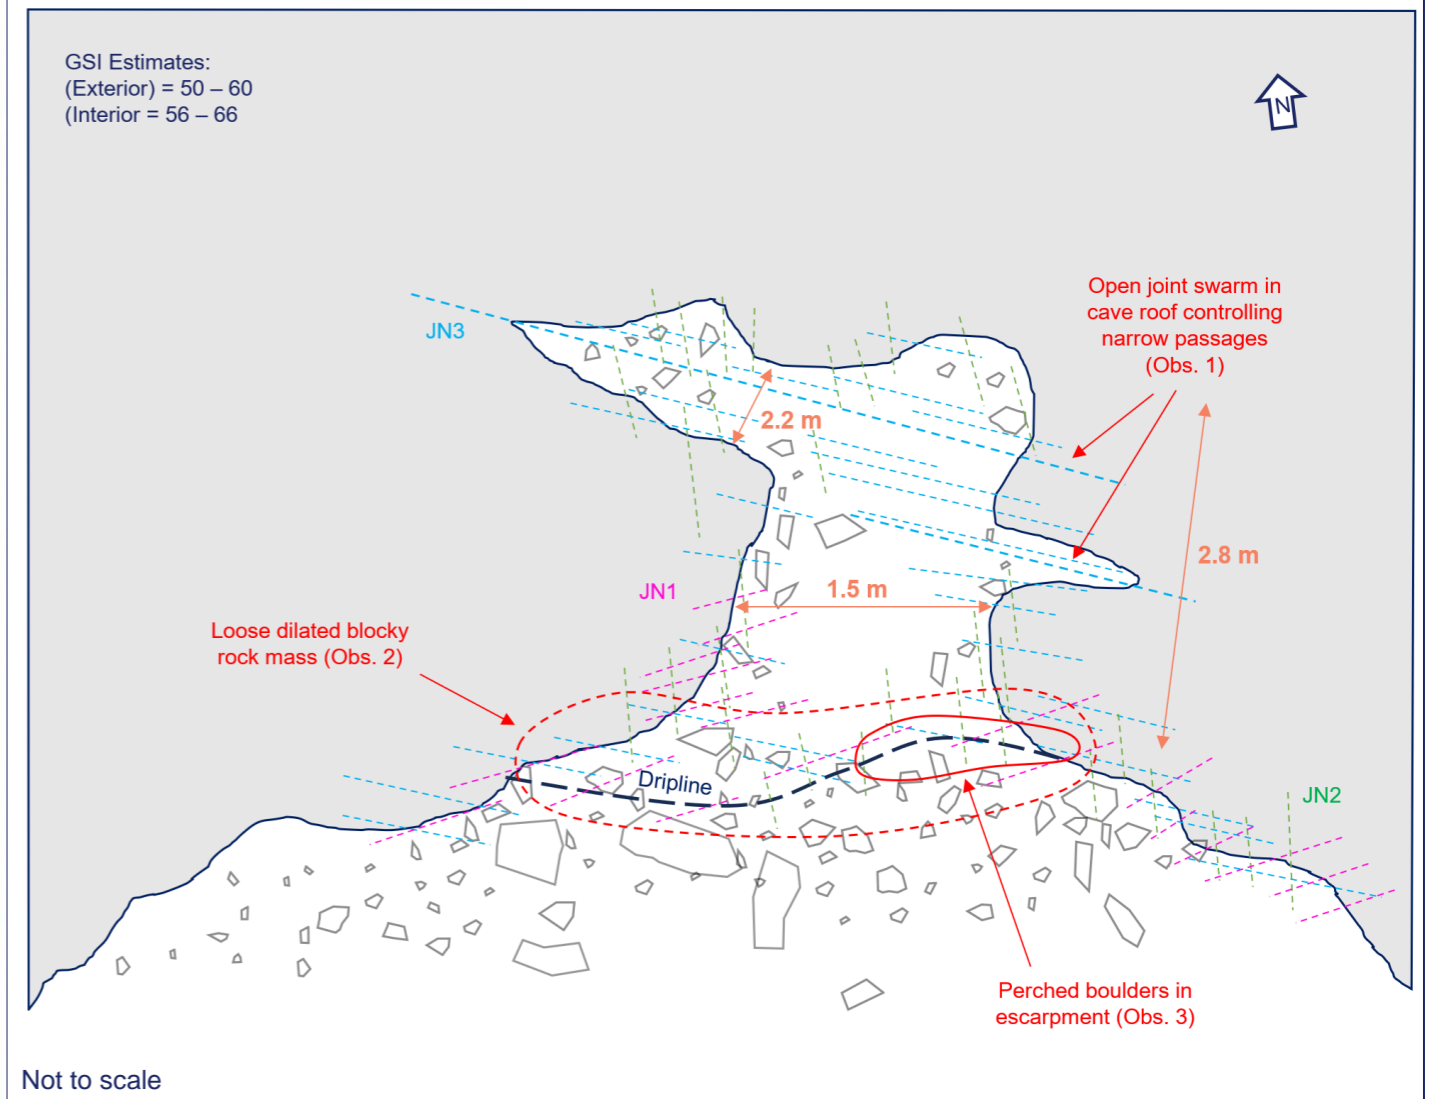 GSI Estimates:
(Exterior) = 50 – 60
(Interior = 56 – 66
N
Open joint swarm in
cave roof controlling
narrow passages
(Obs. 1)
JN3
2.2 m
2.8 m
JN1
1.5 m
Loose dilated blocky
rock mass (Obs. 2)
Dripline
JN2
Perched boulders in
escarpment (Obs. 3)
Not to scale